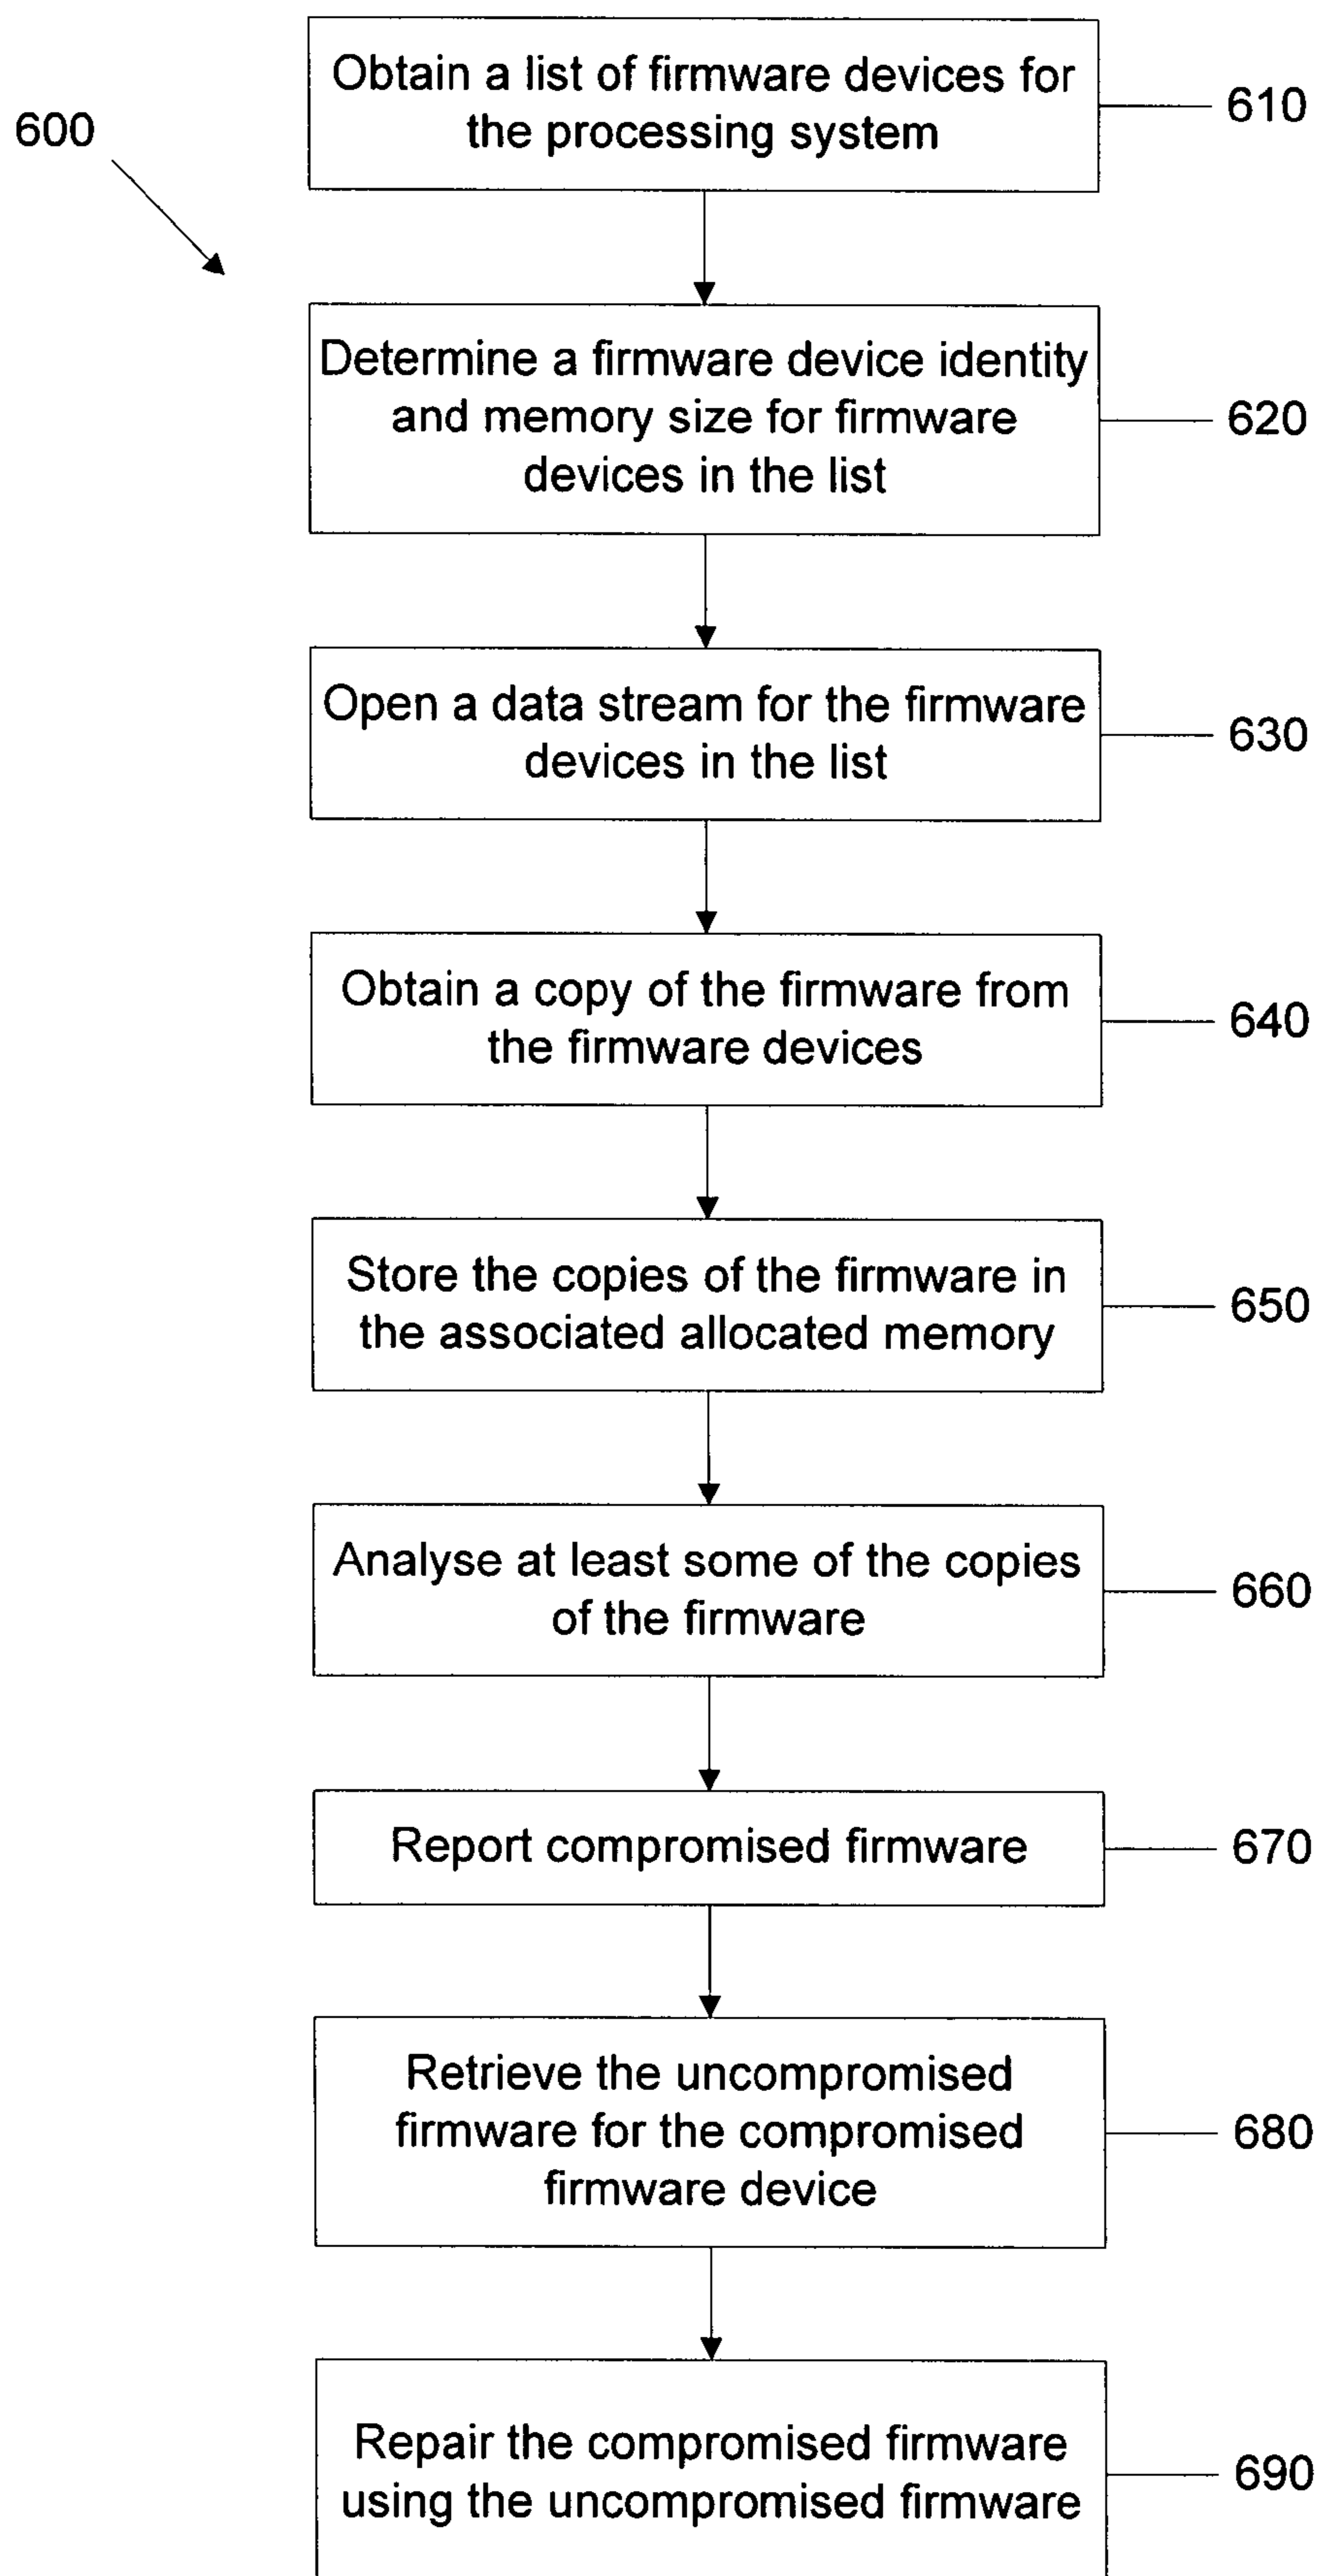 600
Obtain a list of firmware devices for
the processing system
610
Determine a firmware device identity
and memory size for firmware
devices in the list
620
Open a data stream for the firmware
devices in the list
630
Obtain a copy of the firmware from
the firmware devices
640
Store the copies of the firmware in
the associated allocated memory
650
Analyse at least some of the copies
of the firmware
660
Report compromised firmware
670
Retrieve the uncompromised
firmware for the compromised
firmware device
680
Repair the compromised firmware
using the uncompromised firmware
690